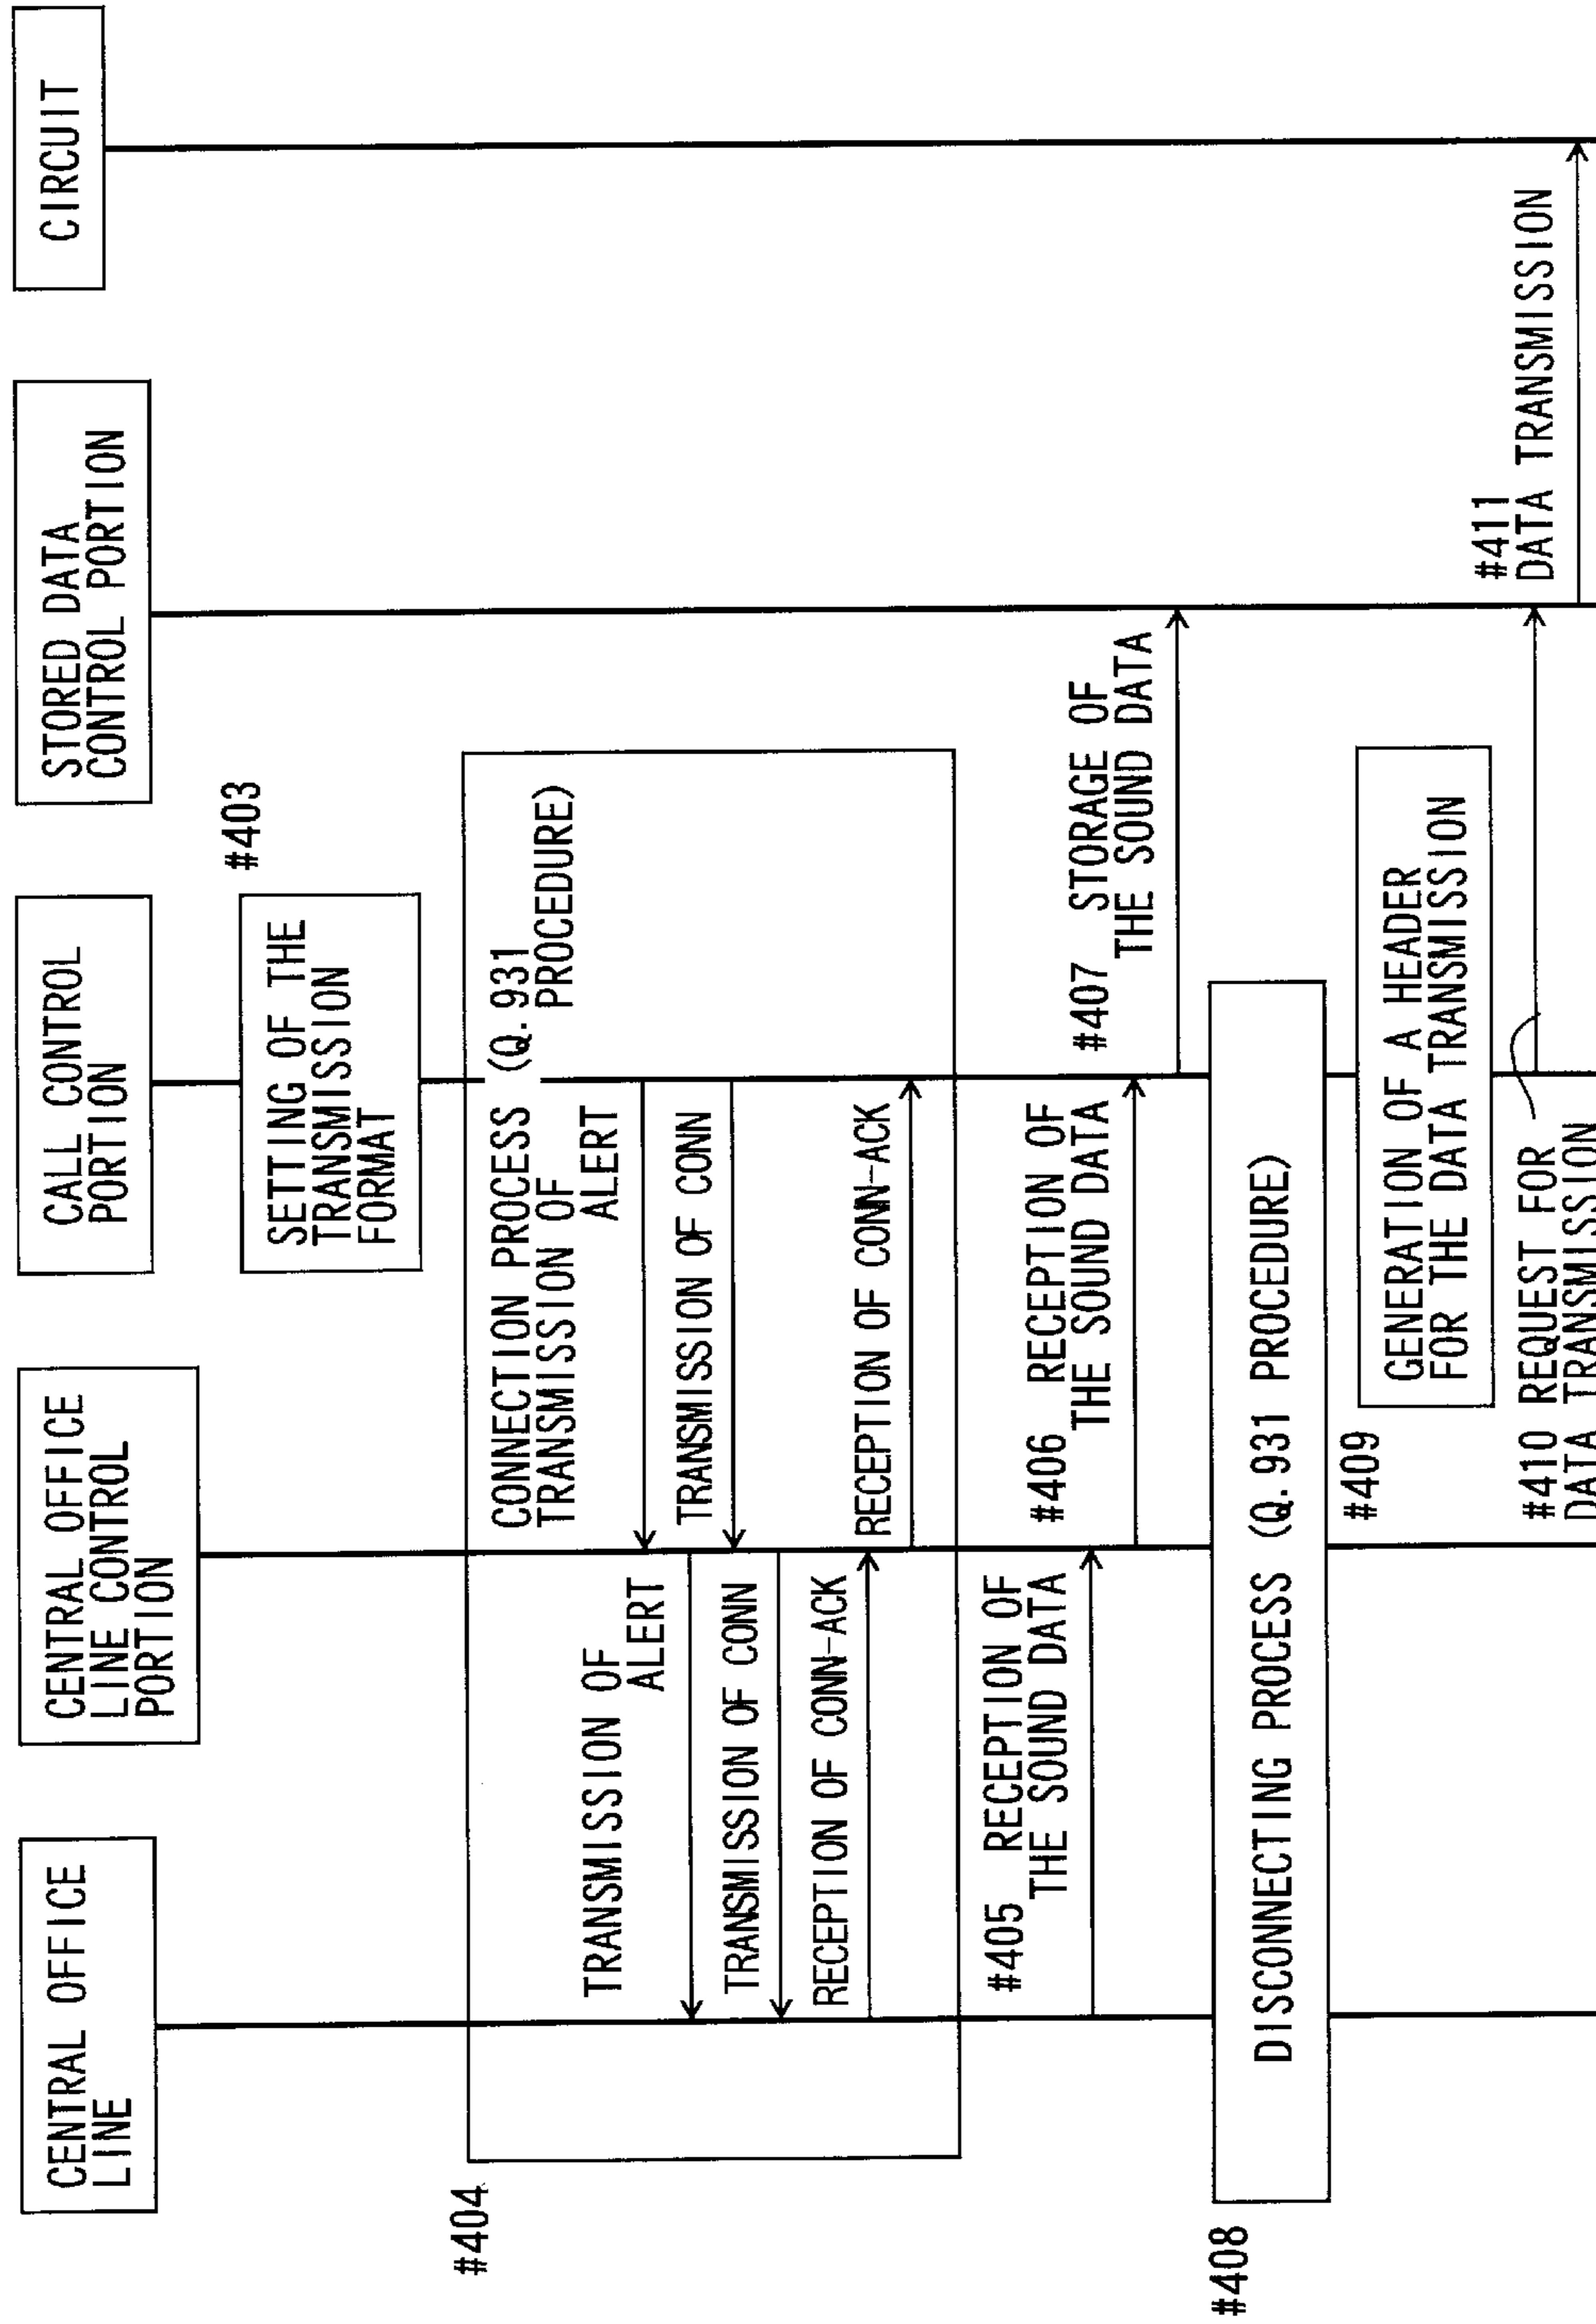 CENTRAL OFFICE
LINE
CENTRAL OFFICE
LINE CONTROL
PORTION
CALL CONTROL
PORTION
STORED DATA
CONTROL PORTION
CIRCUIT
SETTING OF THE
TRANSMISSION
FORMAT
#403
#404
CONNECTION PROCESS (Q.931
PROCEDURE)
TRANSMISSION OF
ALERT
TRANSMISSION OF
ALERT
TRANSMISSION OF CONN
TRANSMISSION OF CONN
RECEPTION OF CONN-ACK
RECEPTION OF CONN-ACK
#405 RECEPTION OF
THE SOUND DATA
#406 RECEPTION OF
THE SOUND DATA
#407 STORAGE OF
THE SOUND DATA
#408
DISCONNECTING PROCESS (Q.931 PROCEDURE)
#409
GENERATION OF A HEADER
FOR THE DATA TRANSMISSION
#410 REQUEST FOR
DATA TRANSMISSION
#411
DATA TRANSMISSION